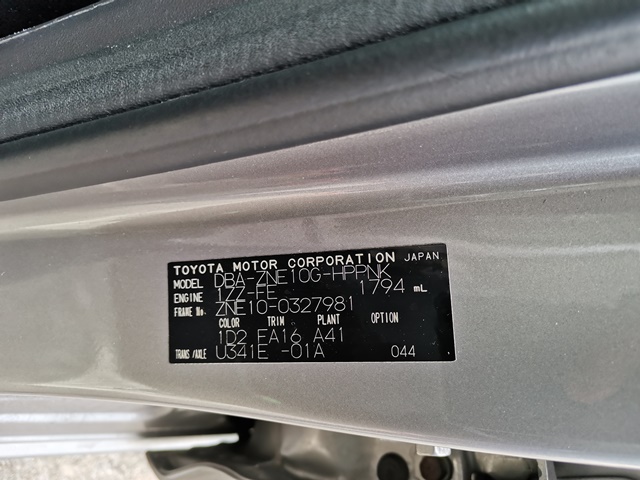 TOYOTA MOTOR CORPORATION JAPAN
MODEL DBA-ZNE10G-HPPNK
ENGINE 1ZZ-FE 1794 mL
FRAME No. ZNE10-0327981
COLOR TRIM PLANT OPTION
1D2 EA16 A41
TRANS/AXLE U341E -01A 044